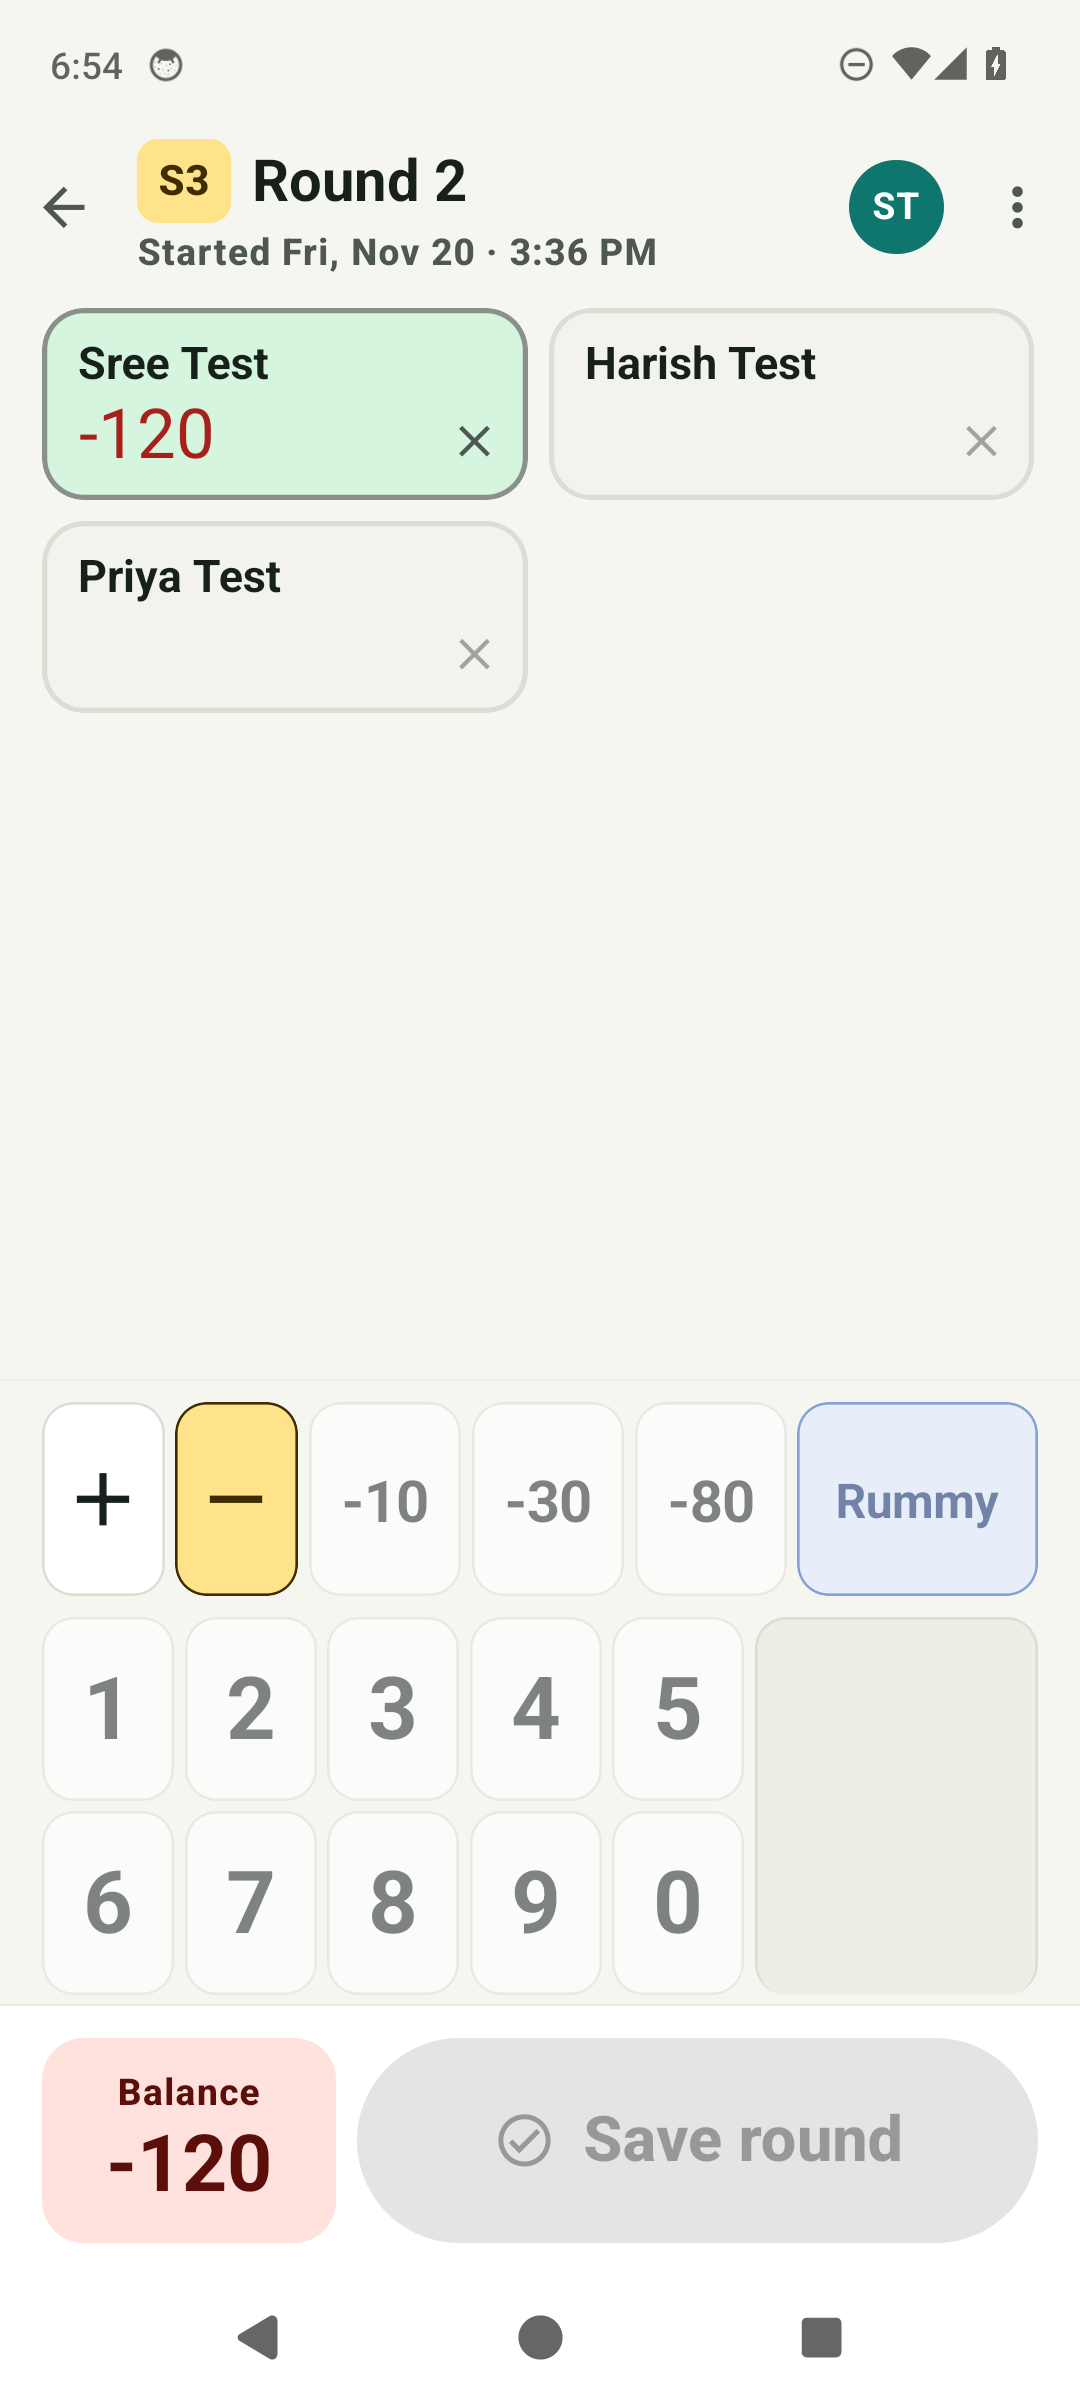 6:54
S3 Round 2
Started Fri, Nov 20 · 3:36 PM
ST
Sree Test
-120
Harish Test
Priya Test
+ − -10 -30 -80 Rummy
1 2 3 4 5
6 7 8 9 0
Balance
-120
Save round